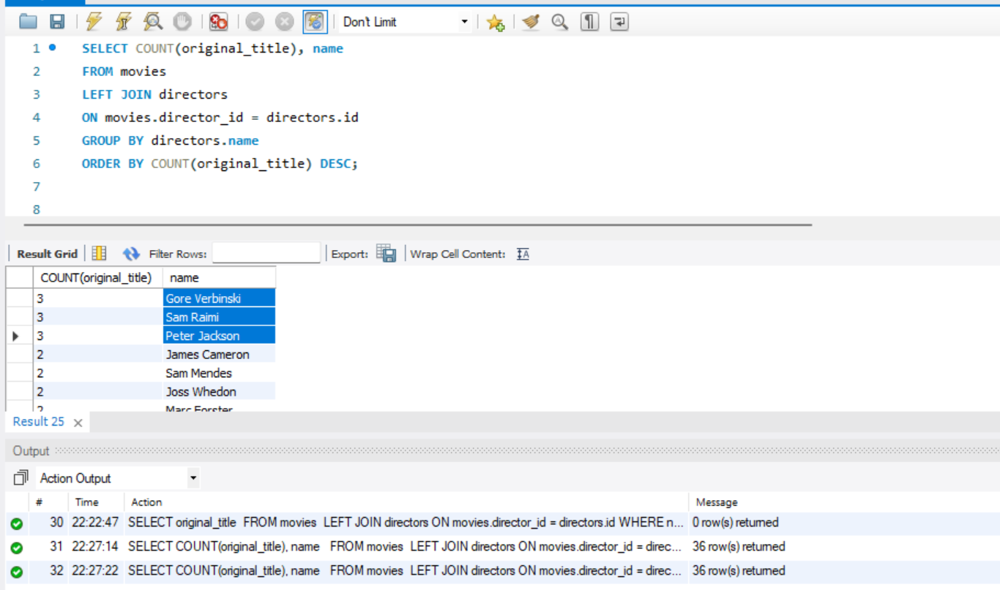 Don't Limit
1 SELECT COUNT(original_title), name
2 FROM movies
3 LEFT JOIN directors
4 ON movies.director_id = directors.id
5 GROUP BY directors.name
6 ORDER BY COUNT(original_title) DESC;
7
8
Result Grid Filter Rows: Export: Wrap Cell Content: IA
COUNT(original_title) name
3 Gore Verbinski
3 Sam Raimi
3 Peter Jackson
2 James Cameron
2 Sam Mendes
2 Joss Whedon
2 Marc Forster
Result 25 ×
Output
Action Output
# Time Action Message
30 22:22:47 SELECT original_title FROM movies LEFT JOIN directors ON movies.director_id = directors.id WHERE n... 0 row(s) returned
31 22:27:14 SELECT COUNT(original_title), name FROM movies LEFT JOIN directors ON movies.director_id = direc... 36 row(s) returned
32 22:27:22 SELECT COUNT(original_title), name FROM movies LEFT JOIN directors ON movies.director_id = direc... 36 row(s) returned